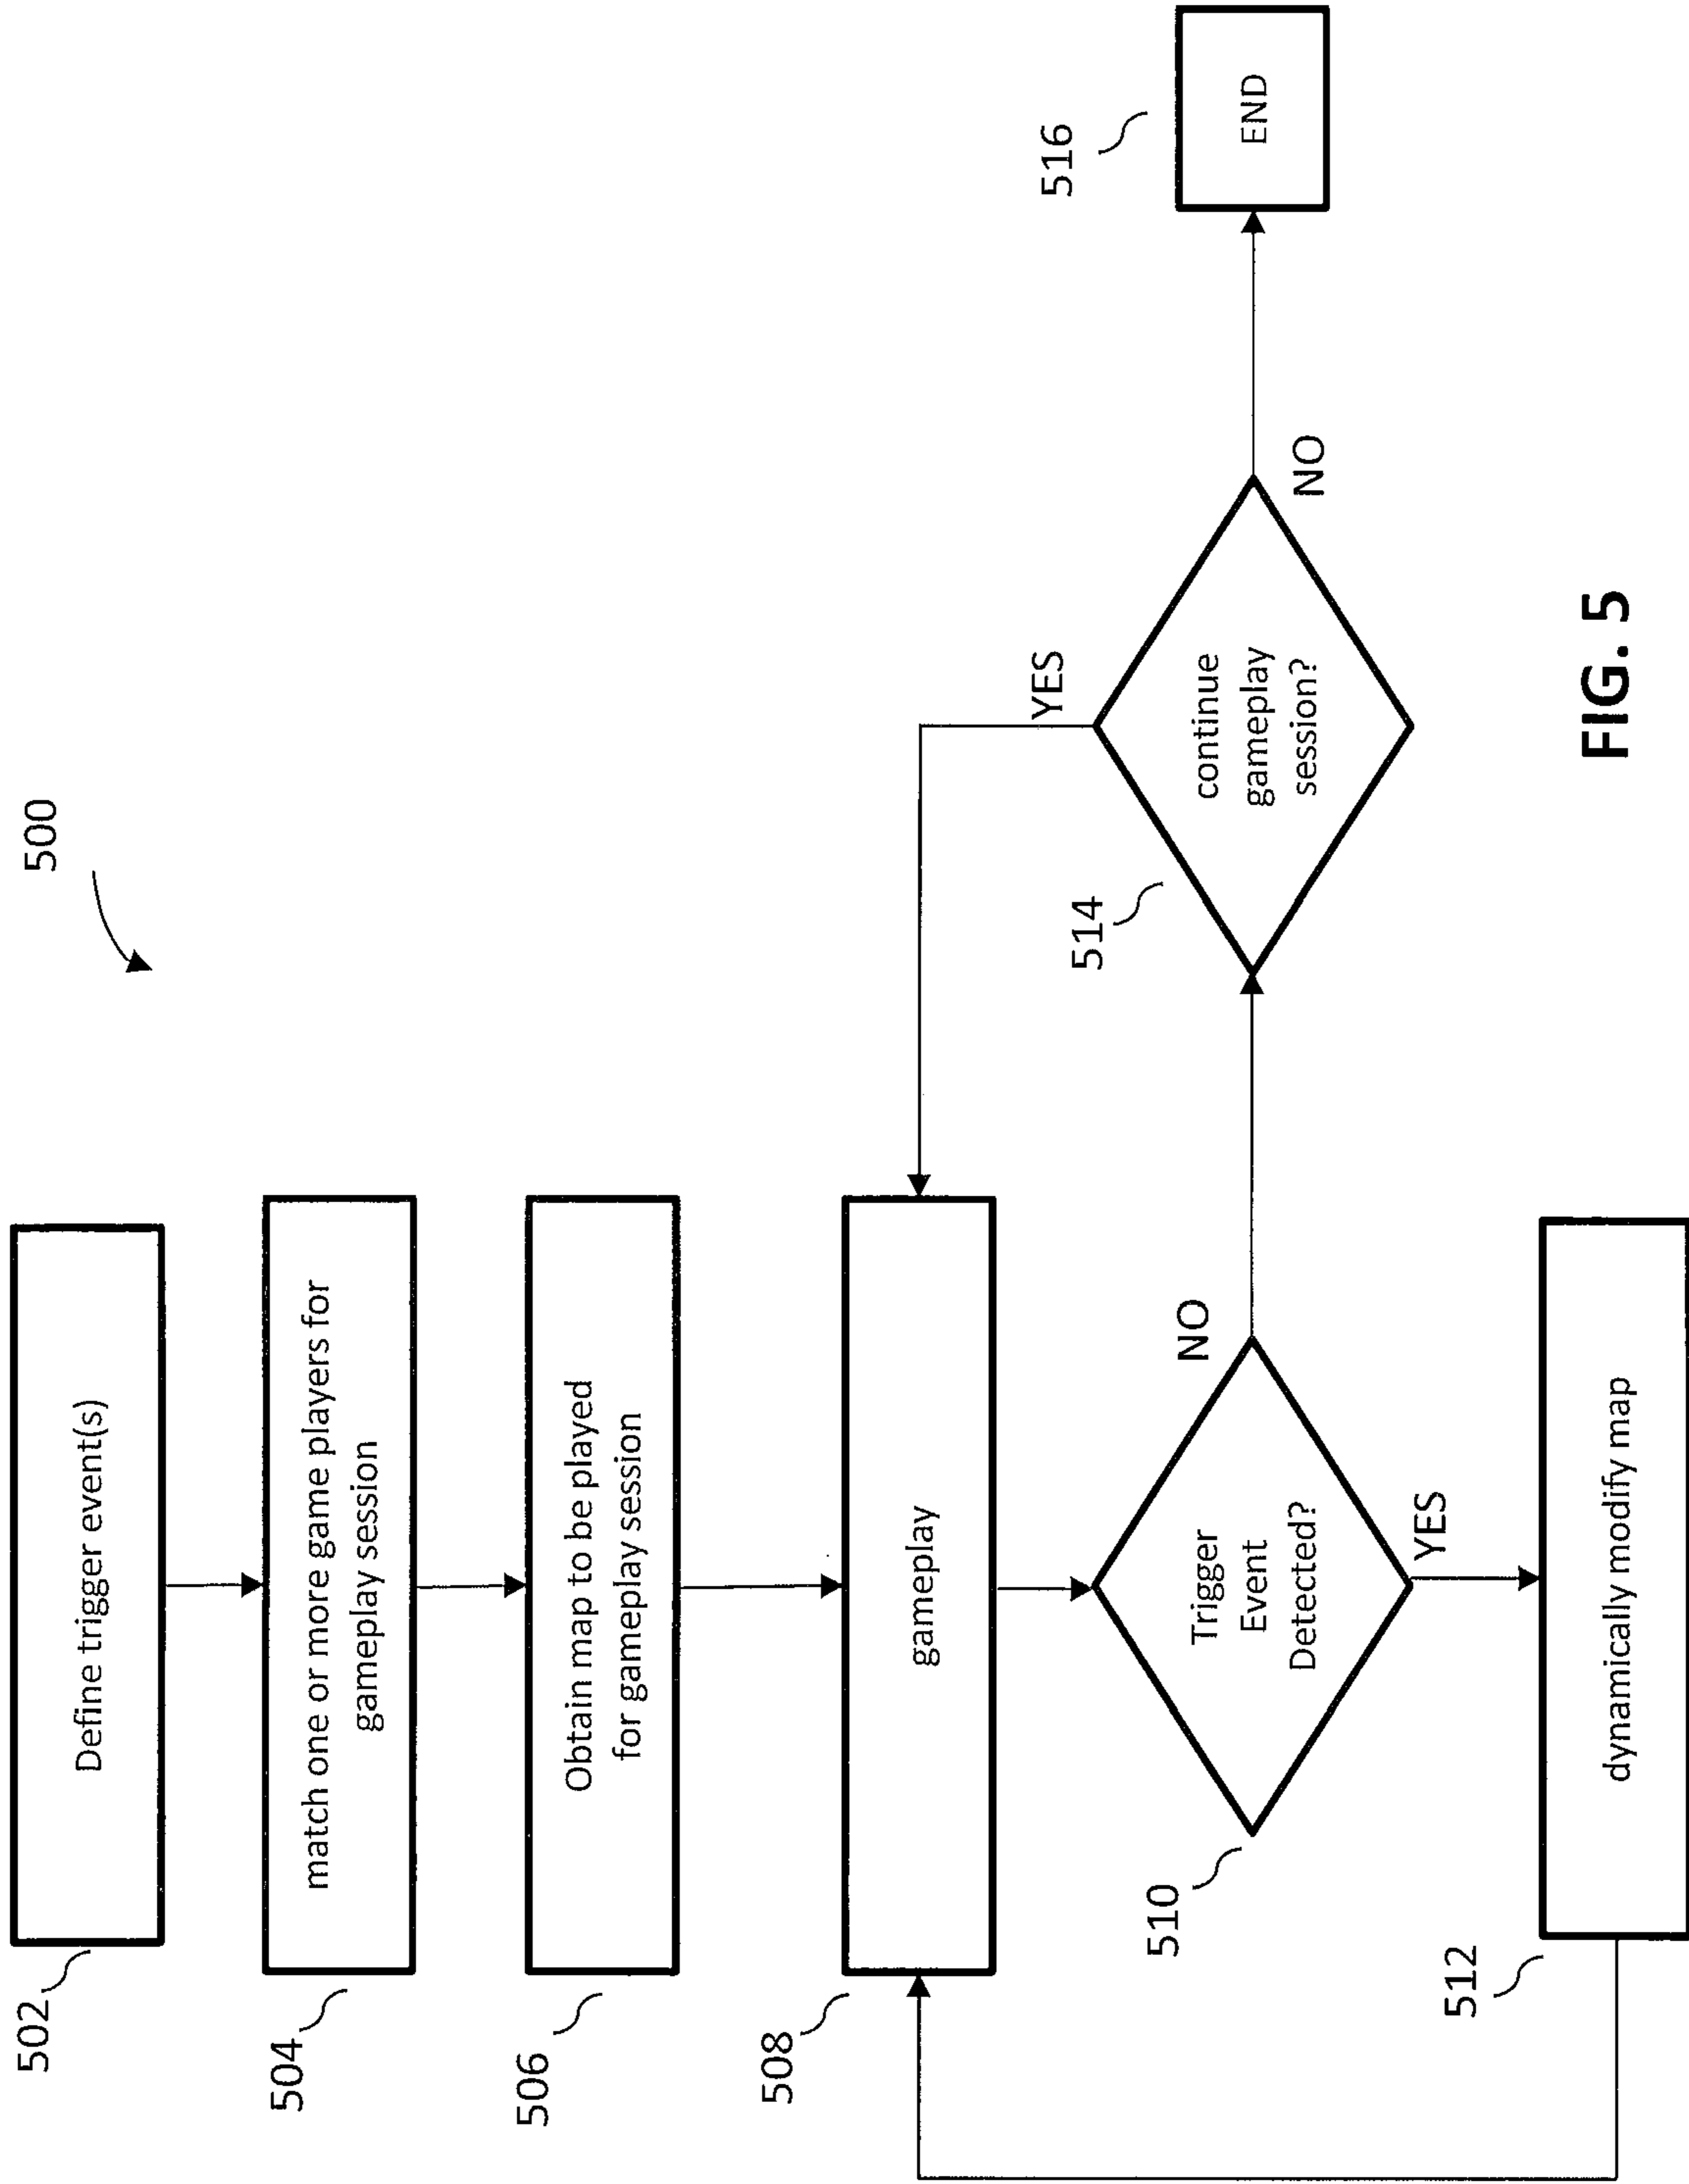 500
502
Define trigger event(s)
504
match one or more game players for
gameplay session
506
Obtain map to be played
for gameplay session
508
gameplay
510
Trigger
Event
Detected?
NO
YES
512
dynamically modify map
514
continue
gameplay
session?
YES
NO
516
END
FIG. 5